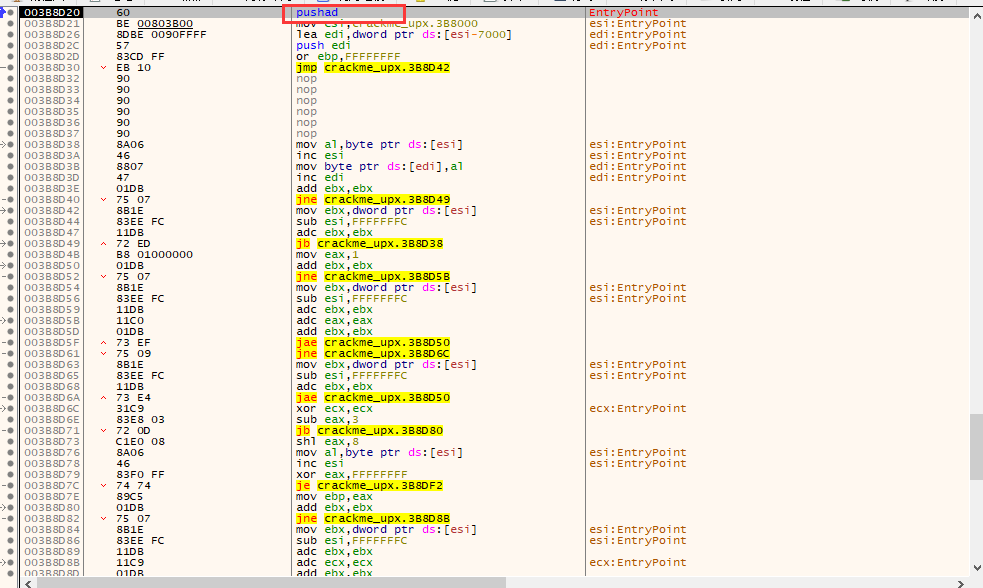 003B8D20 60 pushad EntryPoint
003B8D21 BE 00803B00 mov esi,crackme_upx.3B8000 esi:EntryPoint
003B8D26 8DBE 0090FFFF lea edi,dword ptr ds:[esi-7000] edi:EntryPoint
003B8D2C 57 push edi edi:EntryPoint
003B8D2D 83CD FF or ebp,FFFFFFFF
003B8D30 EB 10 jmp crackme_upx.3B8D42
003B8D32 90 nop
003B8D33 90 nop
003B8D34 90 nop
003B8D35 90 nop
003B8D36 90 nop
003B8D37 90 nop
003B8D38 8A06 mov al,byte ptr ds:[esi] esi:EntryPoint
003B8D3A 46 inc esi esi:EntryPoint
003B8D3B 8807 mov byte ptr ds:[edi],al edi:EntryPoint
003B8D3D 47 inc edi edi:EntryPoint
003B8D3E 01DB add ebx,ebx
003B8D40 75 07 jne crackme_upx.3B8D49
003B8D42 8B1E mov ebx,dword ptr ds:[esi] esi:EntryPoint
003B8D44 83EE FC sub esi,FFFFFFFC esi:EntryPoint
003B8D47 11DB adc ebx,ebx
003B8D49 72 ED jb crackme_upx.3B8D38
003B8D4B B8 01000000 mov eax,1
003B8D50 01DB add ebx,ebx
003B8D52 75 07 jne crackme_upx.3B8D5B
003B8D54 8B1E mov ebx,dword ptr ds:[esi] esi:EntryPoint
003B8D56 83EE FC sub esi,FFFFFFFC esi:EntryPoint
003B8D59 11DB adc ebx,ebx
003B8D5B 11C0 adc eax,eax
003B8D5D 01DB add ebx,ebx
003B8D5F 73 EF jae crackme_upx.3B8D50
003B8D61 75 09 jne crackme_upx.3B8D6C
003B8D63 8B1E mov ebx,dword ptr ds:[esi] esi:EntryPoint
003B8D65 83EE FC sub esi,FFFFFFFC esi:EntryPoint
003B8D68 11DB adc ebx,ebx
003B8D6A 73 E4 jae crackme_upx.3B8D50
003B8D6C 31C9 xor ecx,ecx ecx:EntryPoint
003B8D6E 83E8 03 sub eax,3
003B8D71 72 0D jb crackme_upx.3B8D80
003B8D73 C1E0 08 shl eax,8
003B8D76 8A06 mov al,byte ptr ds:[esi] esi:EntryPoint
003B8D78 46 inc esi esi:EntryPoint
003B8D79 83F0 FF xor eax,FFFFFFFF
003B8D7C 74 74 je crackme_upx.3B8DF2
003B8D7E 89C5 mov ebp,eax
003B8D80 01DB add ebx,ebx
003B8D82 75 07 jne crackme_upx.3B8D8B
003B8D84 8B1E mov ebx,dword ptr ds:[esi] esi:EntryPoint
003B8D86 83EE FC sub esi,FFFFFFFC esi:EntryPoint
003B8D89 11DB adc ebx,ebx
003B8D8B 11C9 adc ecx,ecx ecx:EntryPoint
003B8D8D 01DB add ebx,ebx